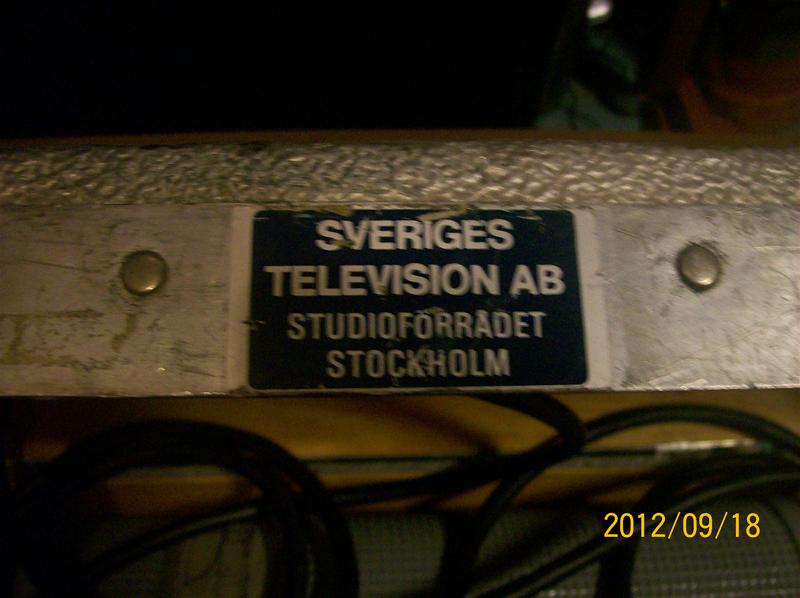 SVERIGES
TELEVISION AB
STUDIOFÖRRÅDET
STOCKHOLM
2012/09/18